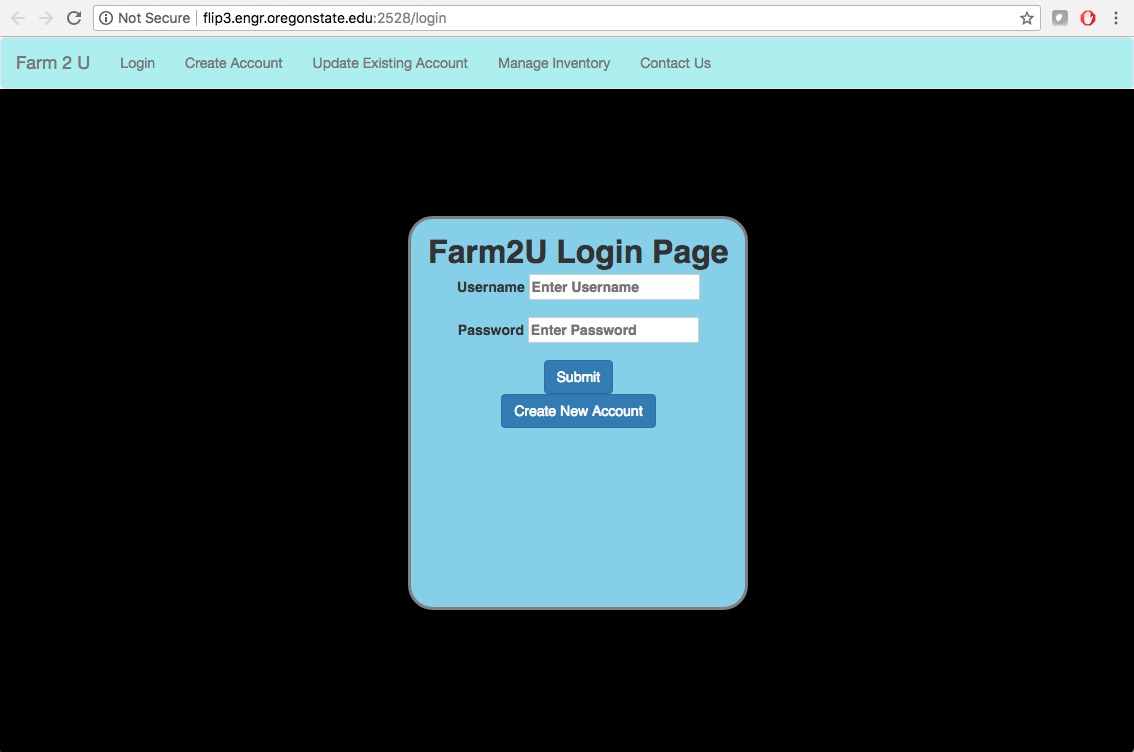 Not Secure flip3.engr.oregonstate.edu:2528/login
Farm 2 U Login Create Account Update Existing Account Manage Inventory Contact Us
Farm2U Login Page
Username Enter Username
Password Enter Password
Submit
Create New Account